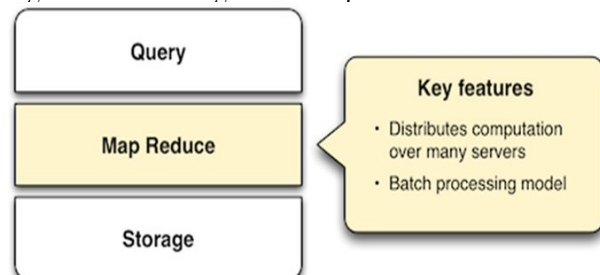 Query
Map Reduce
Storage
Key features
• Distributes computation
over many servers
• Batch processing model